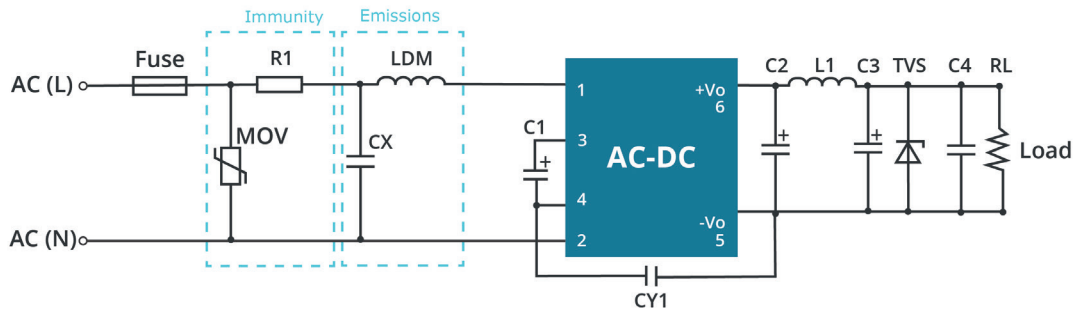 Immunity
Emissions
Fuse
R1
LDM
C2
L1
C3
TVS
C4
RL
AC (L)
1
+Vo
6
MOV
CX
C1
+
3
AC-DC
+
+
Load
4
AC (N)
2
-Vo
5
CY1